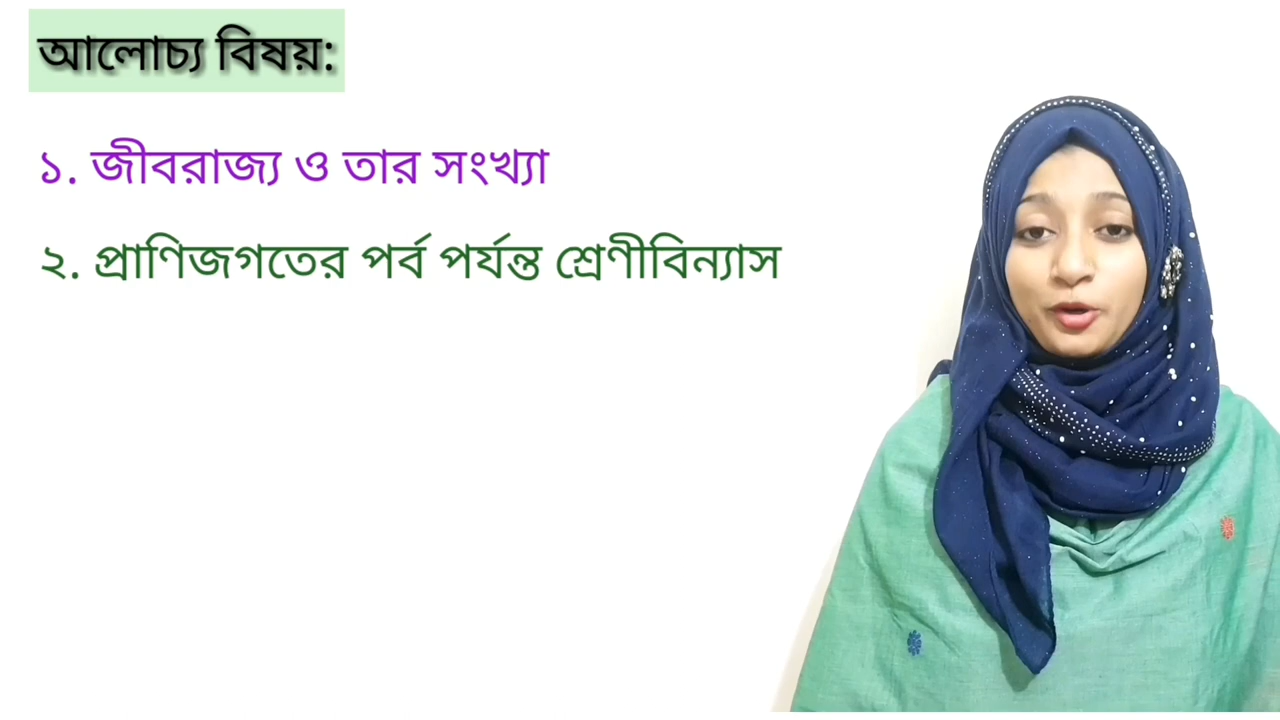 আলোচ্য বিষয়:
১. জীবরাজ্য ও তার সংখ্যা
২. প্রাণিজগতের পর্ব পর্যন্ত শ্রেণীবিন্যাস